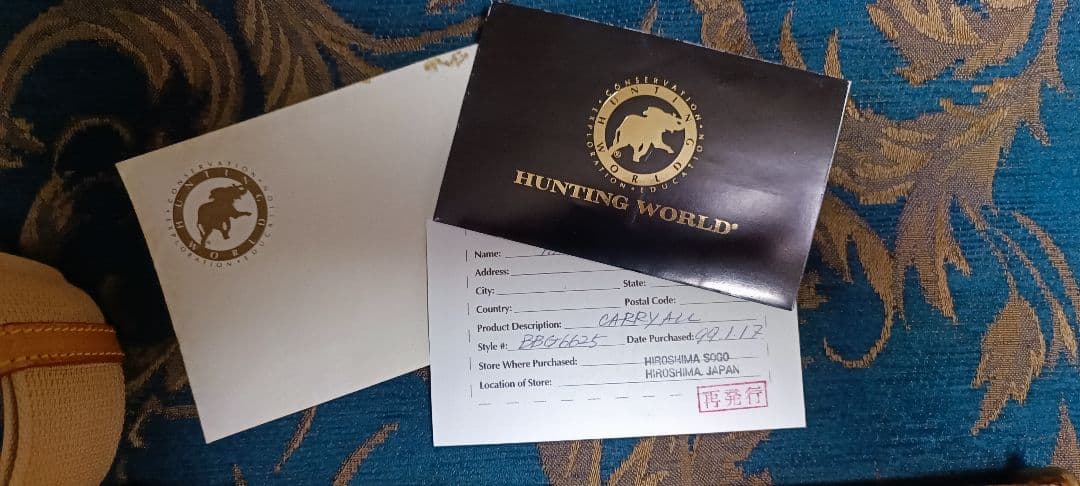 CONSERVATION • EDUCATION • EXPLORATION •
HUNTING WORLD
CONSERVATION • EDUCATION • EXPLORATION •
HUNTING WORLD
®
HUNTING WORLD®
Name:
Address:
City:
State:
Country:
Postal Code:
Product Description: CARRYALL
Style #: BBG6625 Date Purchased: 99.1.17
Store Where Purchased: HIROSHIMA SOGO
Location of Store: HIROSHIMA, JAPAN
再発行